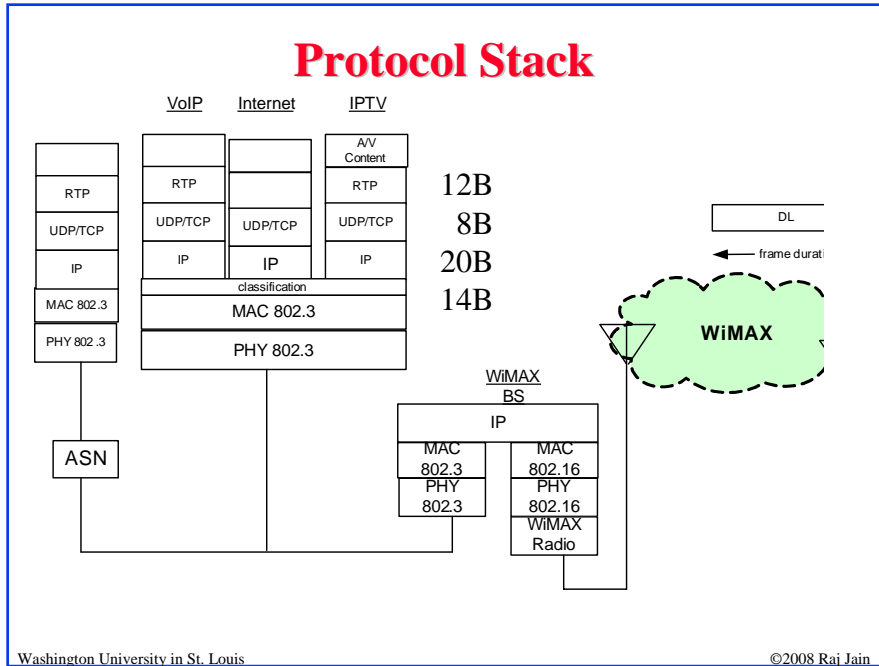 Protocol Stack
VoIP
Internet
IPTV
A/V
Content
RTP
RTP
RTP
12B
UDP/TCP
UDP/TCP
UDP/TCP
UDP/TCP
8B
DL
IP
IP
IP
IP
20B
frame durati
classification
MAC 802.3
MAC 802.3
14B
PHY 802.3
PHY 802.3
WiMAX
WiMAX
BS
IP
ASN
MAC
802.3
MAC
802.16
PHY
802.3
PHY
802.16
WiMAX
Radio
Washington University in St. Louis
©2008 Raj Jain